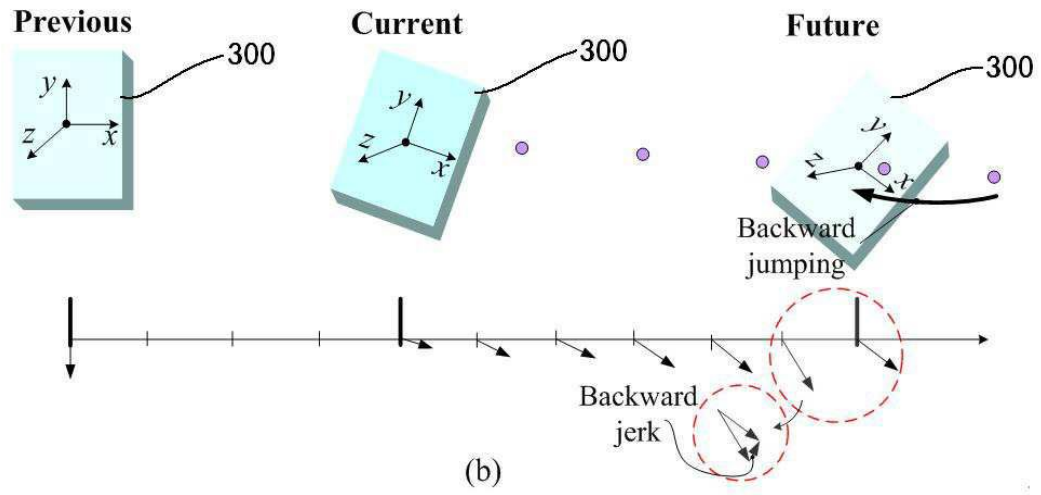 Previous
Current
Future
300
300
300
y
z
x
y
z
x
y
z
x
Backward
jumping
Backward
jerk
(b)